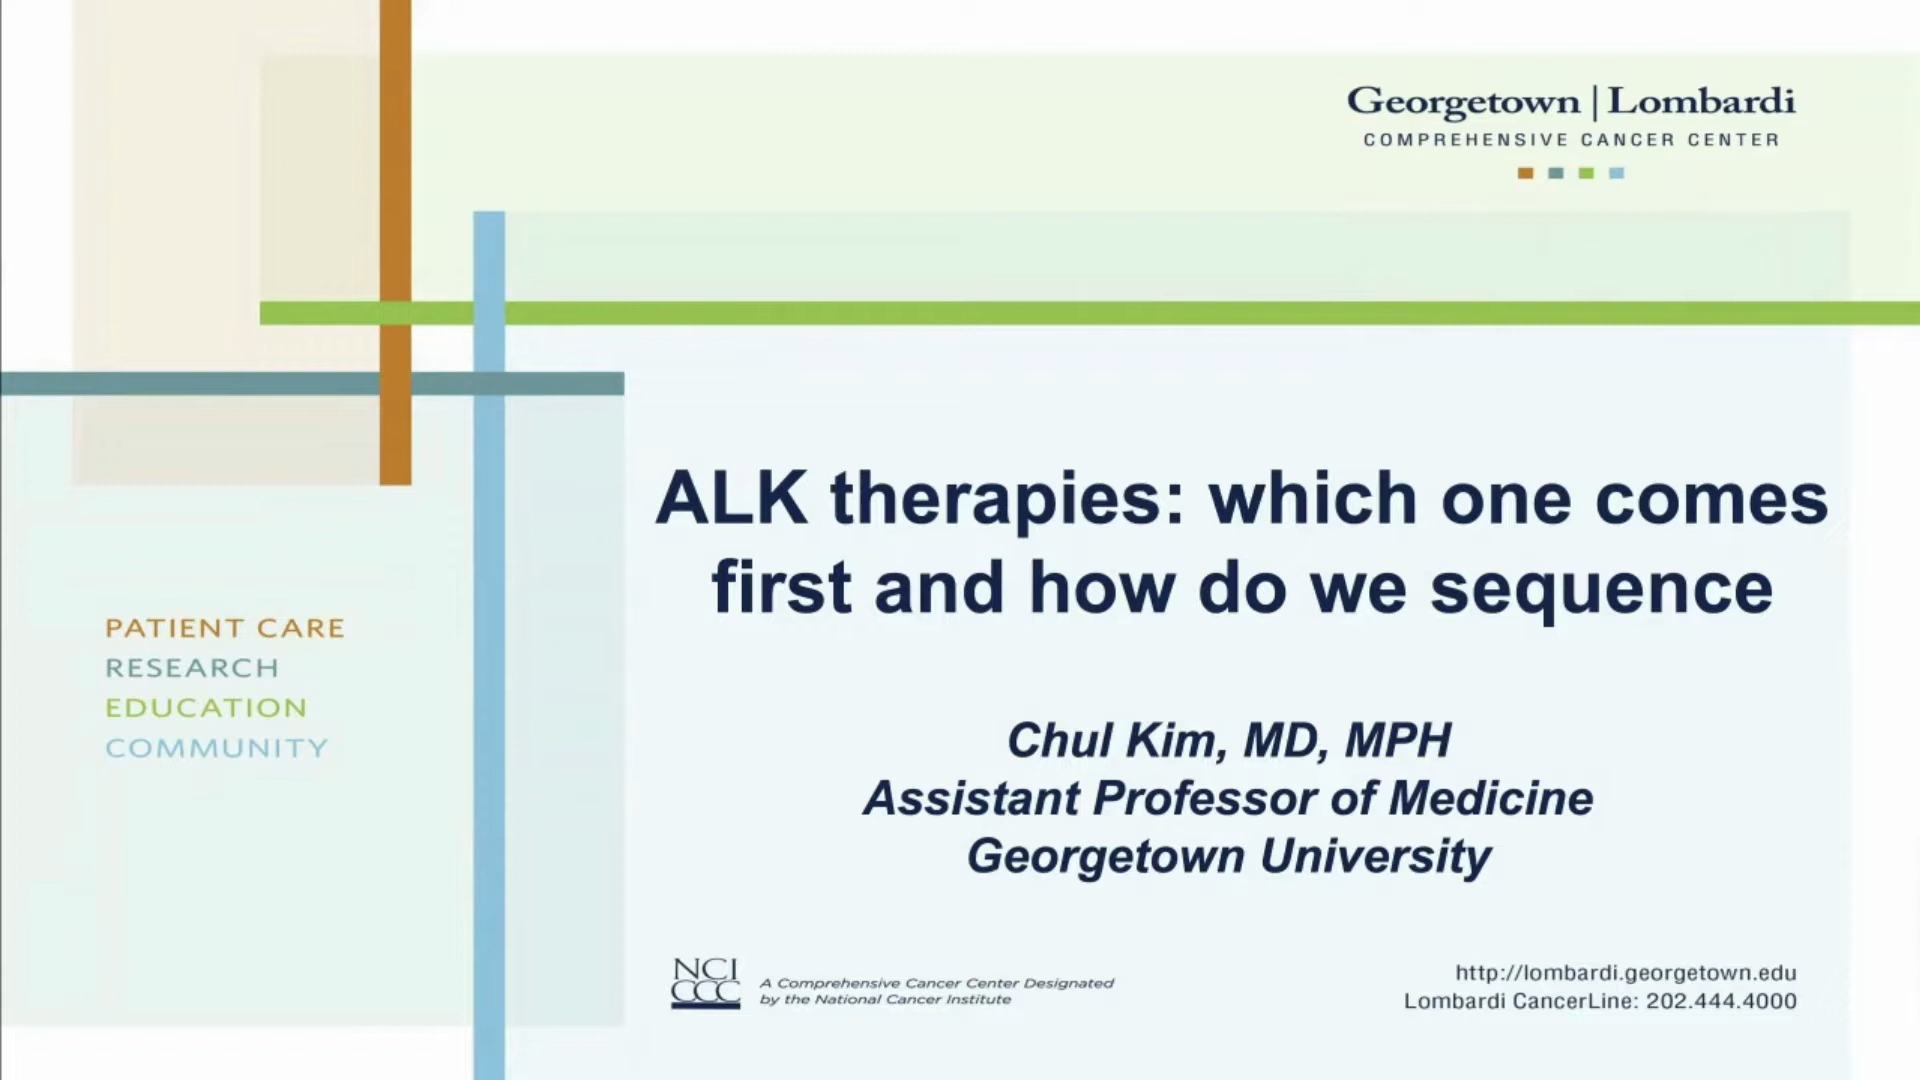 Georgetown | Lombardi
COMPREHENSIVE CANCER CENTER
ALK therapies: which one comes
first and how do we sequence
PATIENT CARE
RESEARCH
EDUCATION
COMMUNITY
Chul Kim, MD, MPH
Assistant Professor of Medicine
Georgetown University
NCI
CCC
A Comprehensive Cancer Center Designated
by the National Cancer Institute
http://lombardi.georgetown.edu
Lombardi CancerLine: 202.444.4000